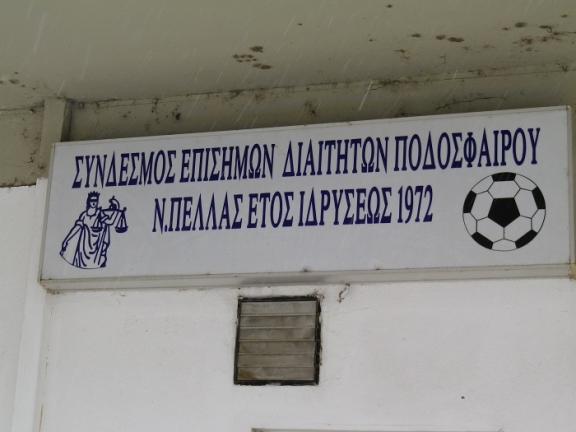 ΣΥΝΔΕΣΜΟΣ ΕΠΙΣΗΜΩΝ ΔΙΑΙΤΗΤΩΝ ΠΟΔΟΣΦΑΙΡΟΥ
Ν.ΠΕΛΛΑΣ ΕΤΟΣ ΙΔΡΥΣΕΩΣ 1972